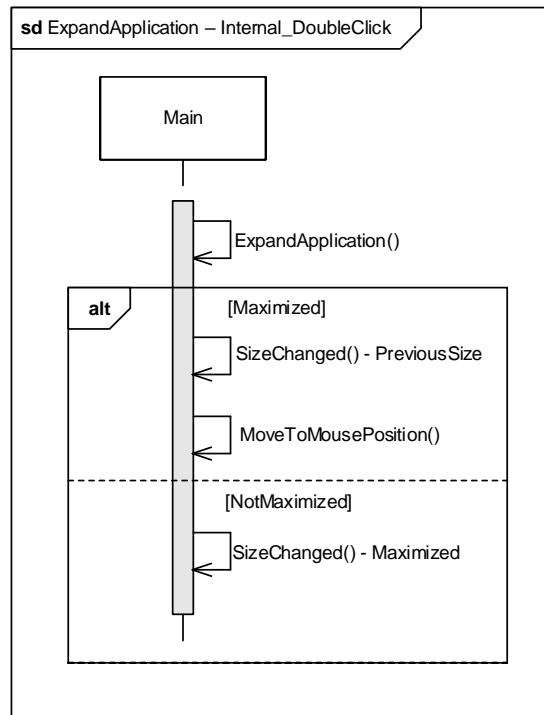 sd ExpandApplication – Internal_DoubleClick
Main
ExpandApplication()
alt
[Maximized]
SizeChanged() - PreviousSize
MoveToMousePosition()
[NotMaximized]
SizeChanged() - Maximized